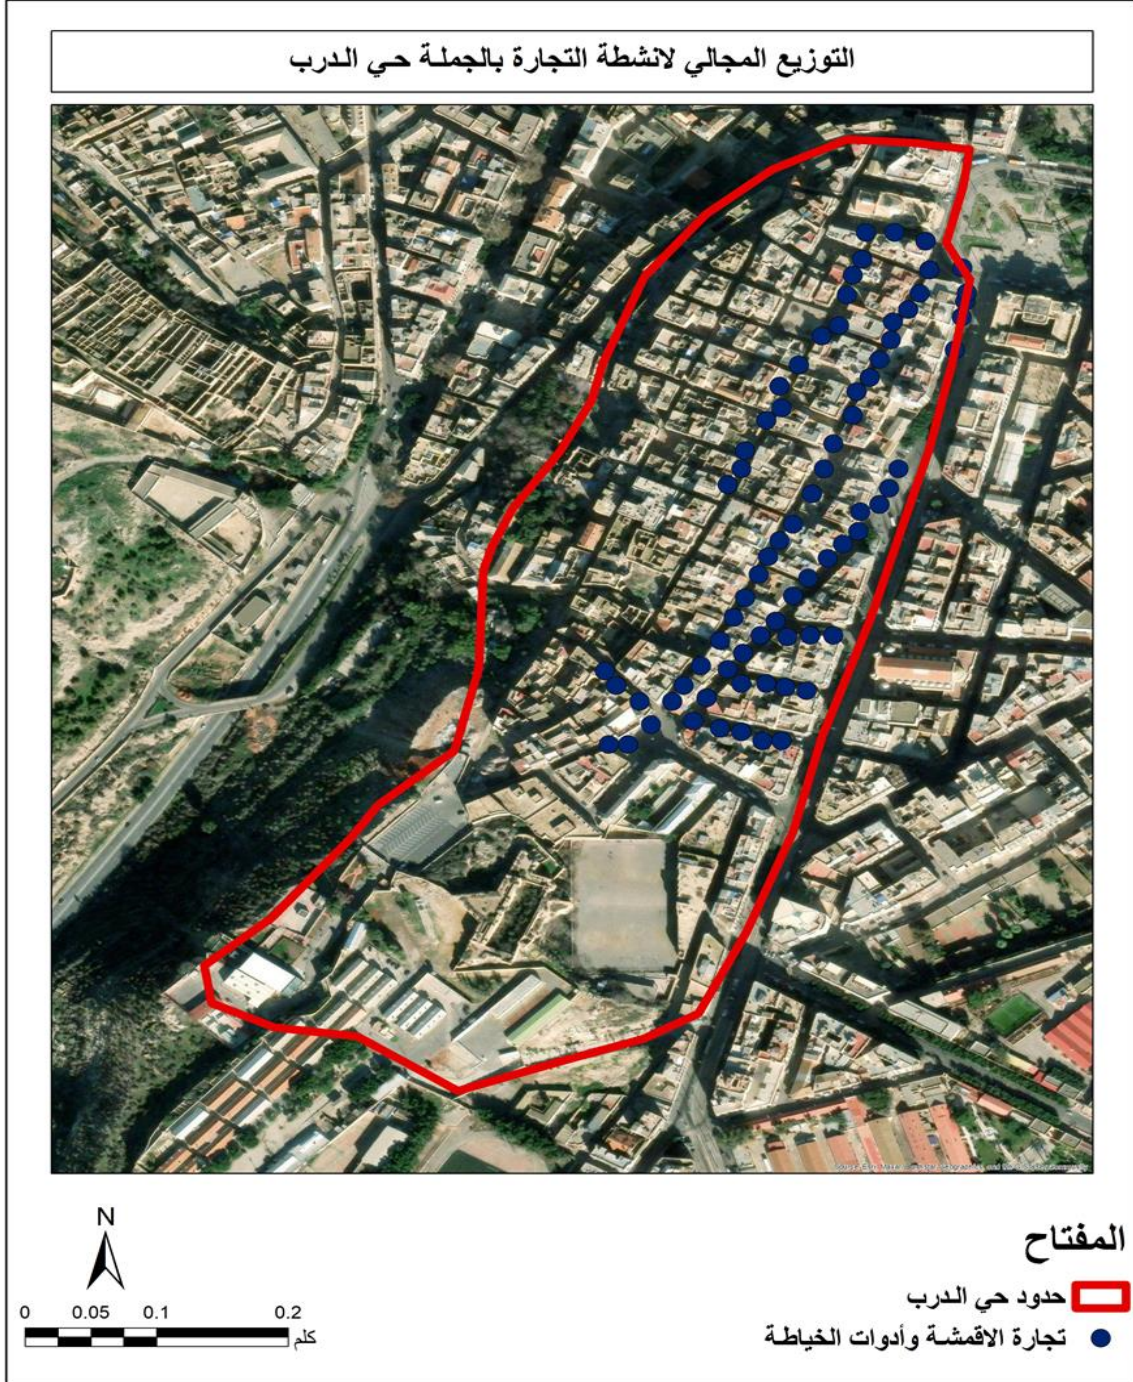 التوزيع المجالي لانشطة التجارة بالجملة حي الدرب
N
0 0.05 0.1 0.2
كلم
المفتاح
حدود حي الدرب
تجارة الاقمشة وأدوات الخياطة